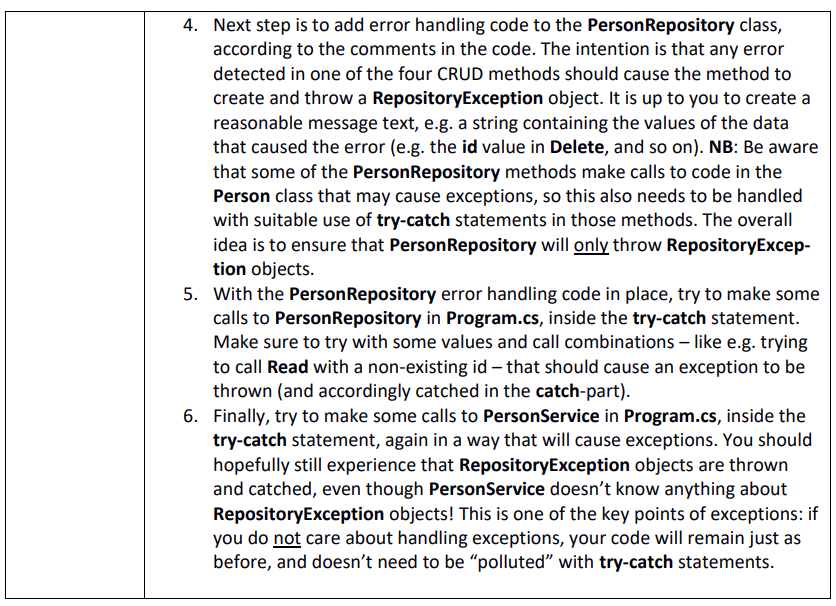 4. Next step is to add error handling code to the PersonRepository class,
according to the comments in the code. The intention is that any error
detected in one of the four CRUD methods should cause the method to
create and throw a RepositoryException object. It is up to you to create a
reasonable message text, e.g. a string containing the values of the data
that caused the error (e.g. the id value in Delete, and so on). NB: Be aware
that some of the PersonRepository methods make calls to code in the
Person class that may cause exceptions, so this also needs to be handled
with suitable use of try-catch statements in those methods. The overall
idea is to ensure that PersonRepository will only throw RepositoryExcep-
tion objects.
5. With the PersonRepository error handling code in place, try to make some
calls to PersonRepository in Program.cs, inside the try-catch statement.
Make sure to try with some values and call combinations – like e.g. trying
to call Read with a non-existing id – that should cause an exception to be
thrown (and accordingly catched in the catch-part).
6. Finally, try to make some calls to PersonService in Program.cs, inside the
try-catch statement, again in a way that will cause exceptions. You should
hopefully still experience that RepositoryException objects are thrown
and catched, even though PersonService doesn’t know anything about
RepositoryException objects! This is one of the key points of exceptions: if
you do not care about handling exceptions, your code will remain just as
before, and doesn’t need to be “polluted” with try-catch statements.